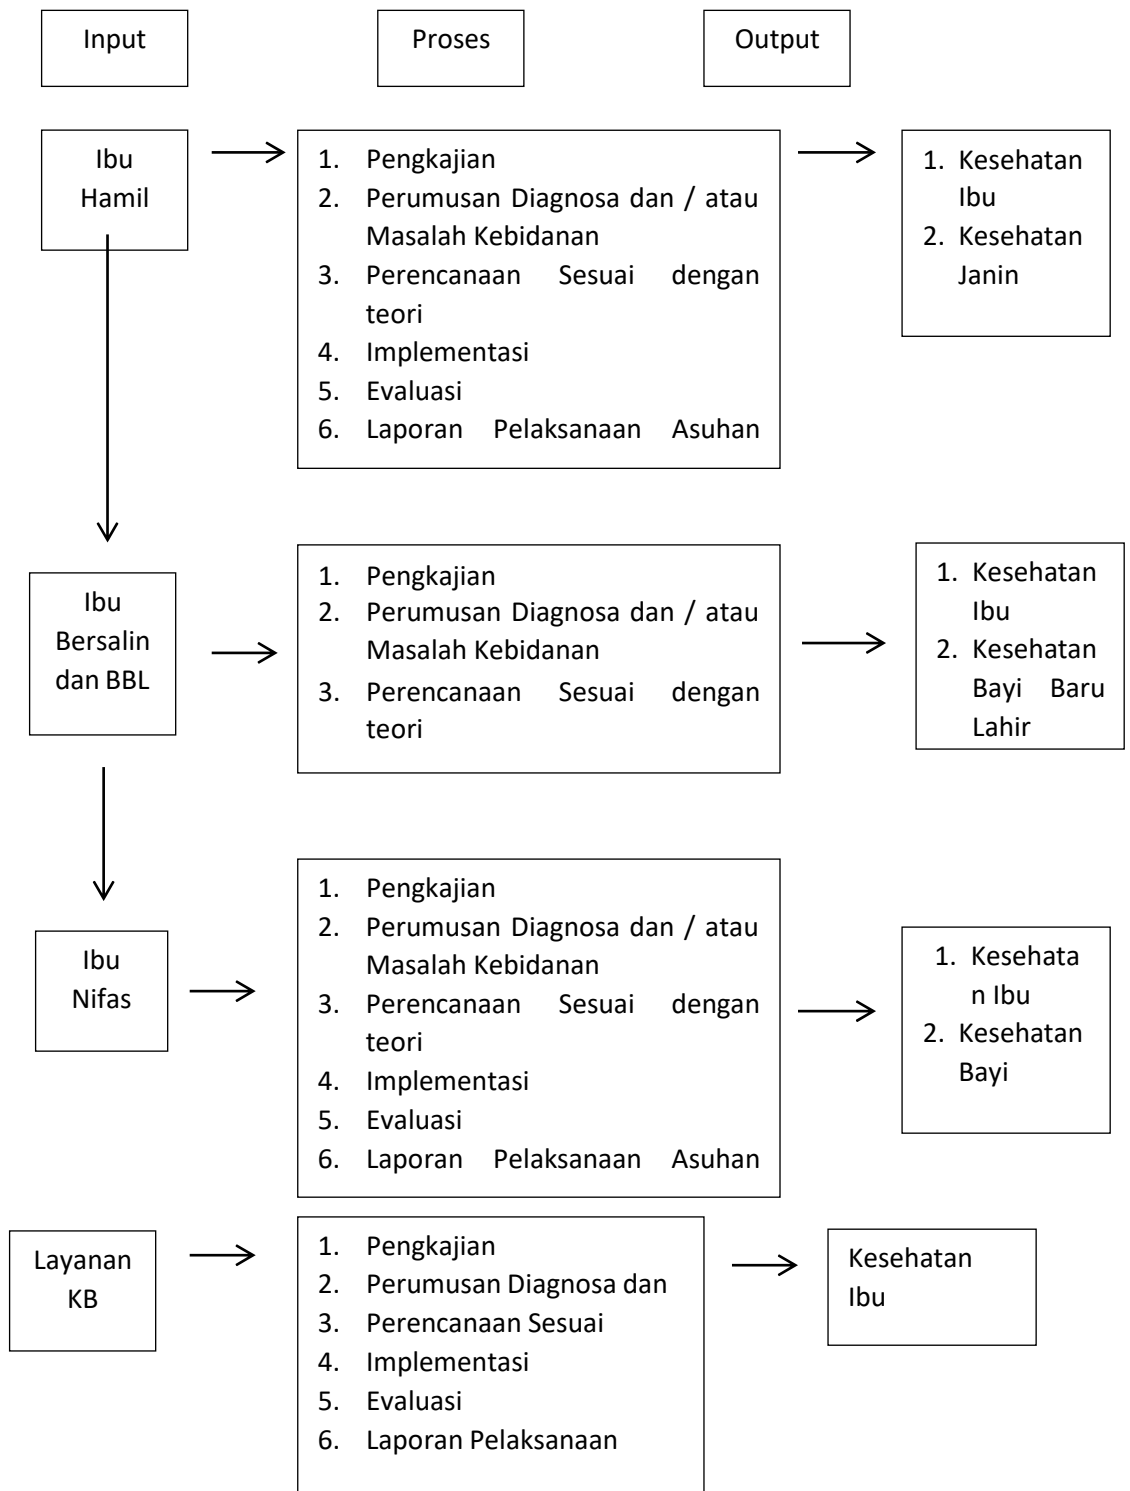 Input
Proses
Output
Ibu
Hamil
1. Pengkajian
2. Perumusan Diagnosa dan / atau
Masalah Kebidanan
3. Perencanaan Sesuai dengan
teori
4. Implementasi
5. Evaluasi
6. Laporan Pelaksanaan Asuhan
1. Kesehatan
Ibu
2. Kesehatan
Janin
Ibu
Bersalin
dan BBL
1. Pengkajian
2. Perumusan Diagnosa dan / atau
Masalah Kebidanan
3. Perencanaan Sesuai dengan
teori
1. Kesehatan
Ibu
2. Kesehatan
Bayi Baru
Lahir
Ibu
Nifas
1. Pengkajian
2. Perumusan Diagnosa dan / atau
Masalah Kebidanan
3. Perencanaan Sesuai dengan
teori
4. Implementasi
5. Evaluasi
6. Laporan Pelaksanaan Asuhan
1. Kesehata
n Ibu
2. Kesehatan
Bayi
Layanan
KB
1. Pengkajian
2. Perumusan Diagnosa dan
3. Perencanaan Sesuai
4. Implementasi
5. Evaluasi
6. Laporan Pelaksanaan
Kesehatan
Ibu